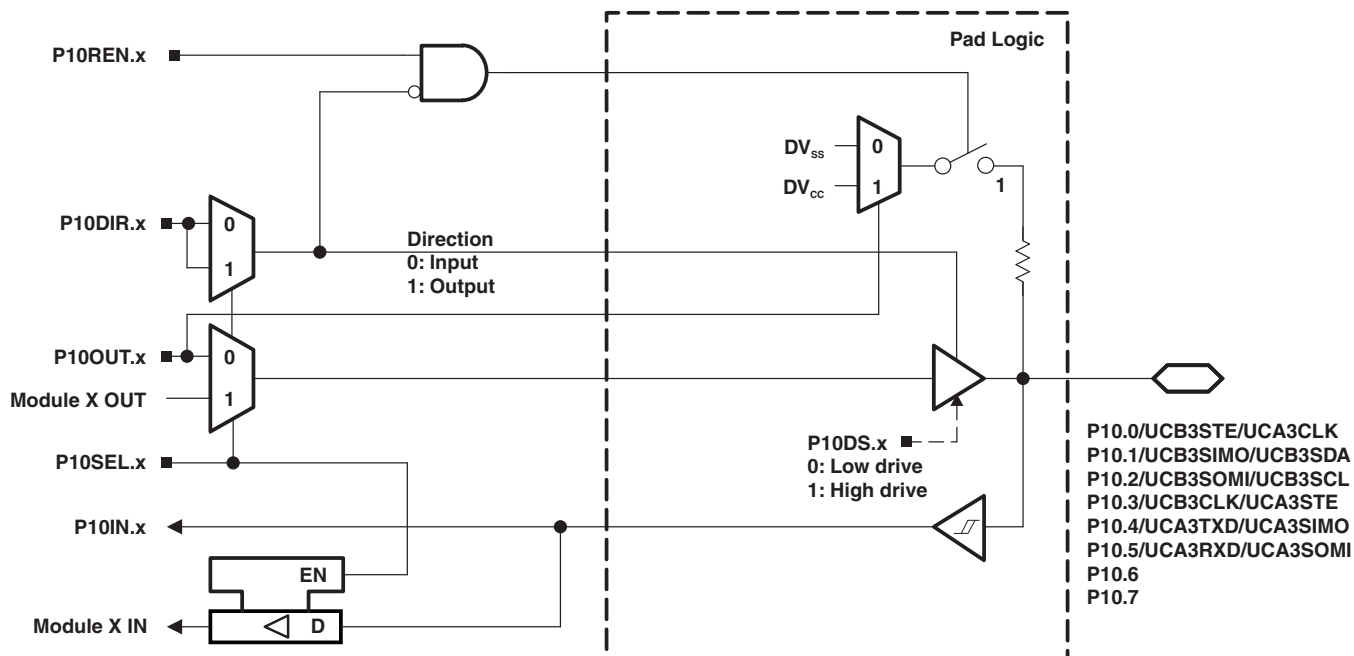 Pad Logic
P10REN.x
DVss
0
DVcc
1
1
P10DIR.x
0
1
Direction
0: Input
1: Output
P10OUT.x
0
Module X OUT
1
P10DS.x
0: Low drive
1: High drive
P10SEL.x
P10IN.x
EN
Module X IN
D
P10.0/UCB3STE/UCA3CLK
P10.1/UCB3SIMO/UCB3SDA
P10.2/UCB3SOMI/UCB3SCL
P10.3/UCB3CLK/UCA3STE
P10.4/UCA3TXD/UCA3SIMO
P10.5/UCA3RXD/UCA3SOMI
P10.6
P10.7